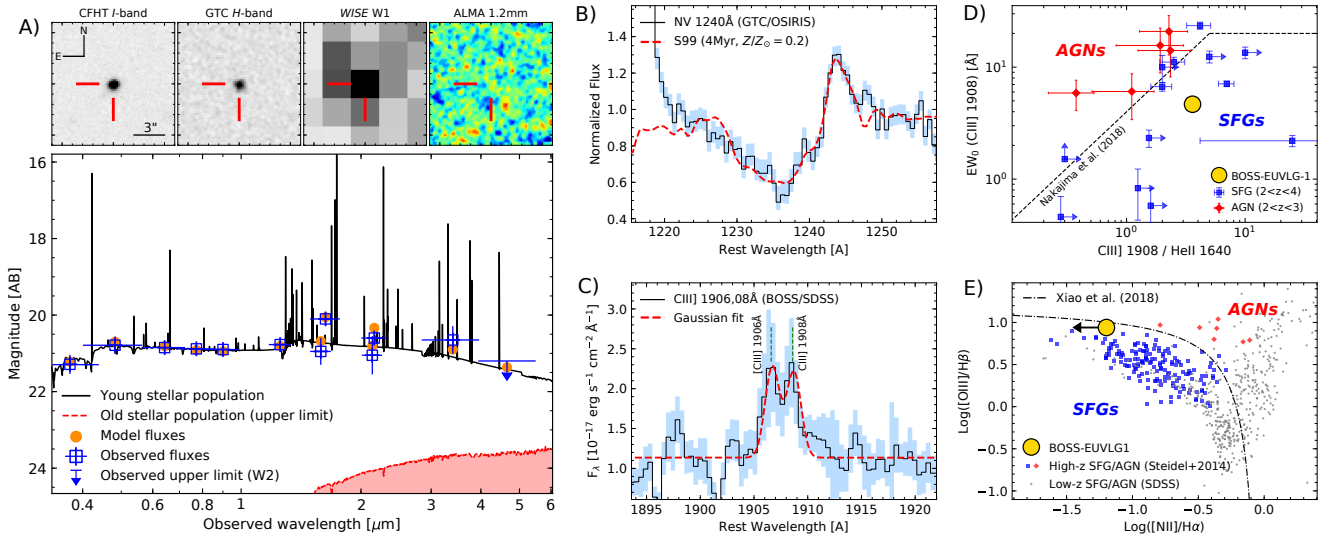 A)
CFHT I-band
GTC H-band
WISE W1
ALMA 1.2mm
N
E
3"
16
18
20
22
24
Magnitude [AB]
Young stellar population
Old stellar population (upper limit)
Model fluxes
Observed fluxes
Observed upper limit (W2)
0.4 0.6 0.8 1 2 3 4 5 6
Observed wavelength [μm]
B)
NV 1240Å (GTC/OSIRIS)
S99 (4Myr, Z/Z⊙ = 0.2)
1.4
1.2
1.0
0.8
0.6
0.4
Normalized Flux
1220 1230 1240 1250
Rest Wavelength [A]
C)
CIII] 1906,08Å (BOSS/SDSS)
Gaussian fit
[CIII] 1906Å
CIII] 1908Å
3.0
2.5
2.0
1.5
1.0
Fλ [10⁻¹⁷ erg s⁻¹ cm⁻² Å⁻¹]
1895 1900 1905 1910 1915 1920
Rest Wavelength [A]
D)
AGNs
SFGs
Nakajima et al. (2018)
BOSS-EUVLG-1
SFG (2<z<4)
AGN (2<z<3)
10¹
10⁰
EW₀ (CIII] 1908) [Å]
10⁰ 10¹
CIII] 1908 / HeII 1640
E)
Xiao et al. (2018)
AGNs
SFGs
BOSS-EUVLG1
High-z SFG/AGN (Steidel+2014)
Low-z SFG/AGN (SDSS)
1.0
0.5
0.0
−0.5
−1.0
Log([OIII]/Hβ)
−1.5 −1.0 −0.5 0.0
Log([NII]/Hα)